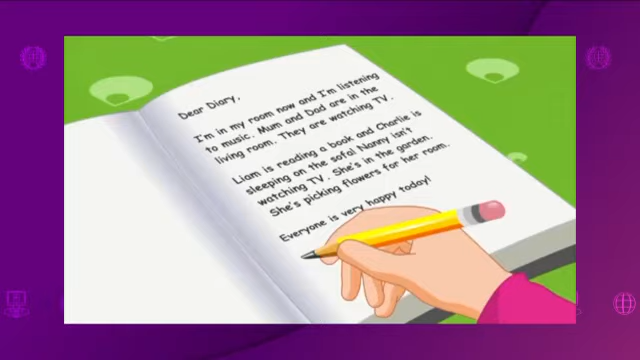 Dear Diary,
I'm in my room now and I'm listening
to music. Mum and Dad are in the
living room. They are watching TV.
Liam is reading a book and Charlie is
sleeping on the sofa! Nanny isn't
watching TV. She's in the garden.
She's picking flowers for her room.
Everyone is very happy today!